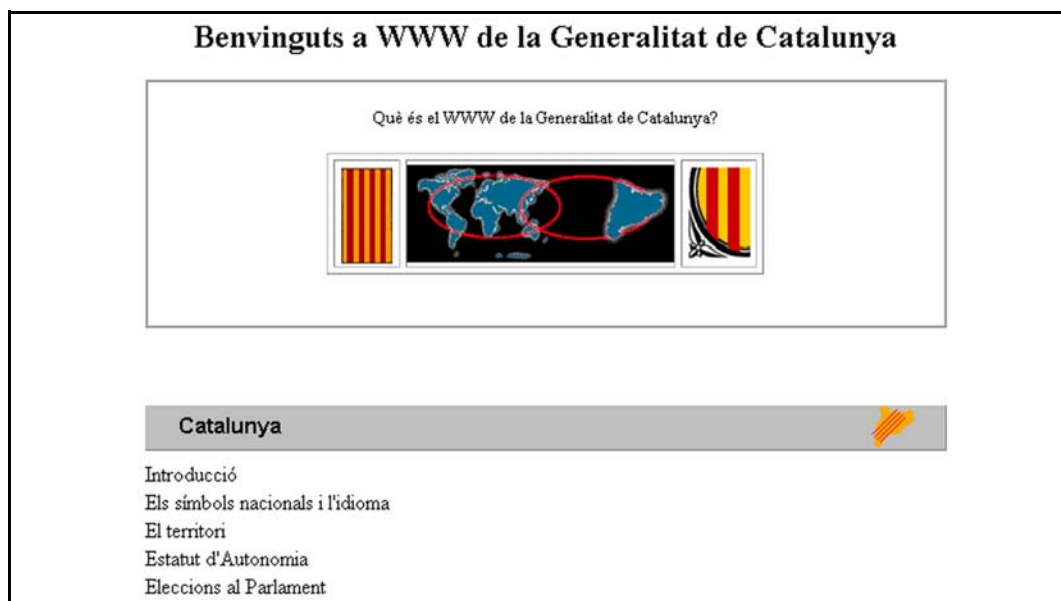 Benvinguts a WWW de la Generalitat de Catalunya
Què és el WWW de la Generalitat de Catalunya?
Catalunya
Introducció
Els símbols nacionals i l'idioma
El territori
Estatut d'Autonomia
Eleccions al Parlament